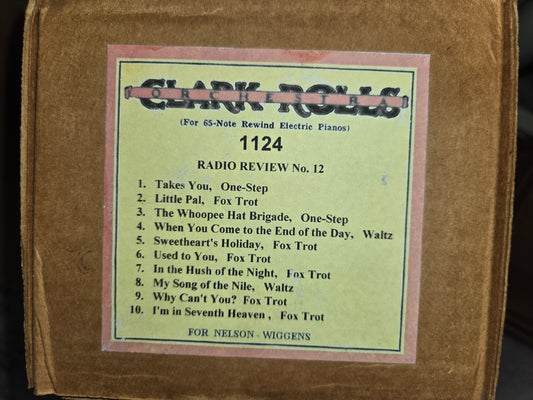 CLARK ORCHESTRA ROLLS
(For 65-Note Rewind Electric Pianos)
1124
RADIO REVIEW No. 12
1. Takes You, One-Step
2. Little Pal, Fox Trot
3. The Whoopee Hat Brigade, One-Step
4. When You Come to the End of the Day, Waltz
5. Sweetheart's Holiday, Fox Trot
6. Used to You, Fox Trot
7. In the Hush of the Night, Fox Trot
8. My Song of the Nile, Waltz
9. Why Can't You? Fox Trot
10. I'm in Seventh Heaven , Fox Trot
FOR NELSON - WIGGENS